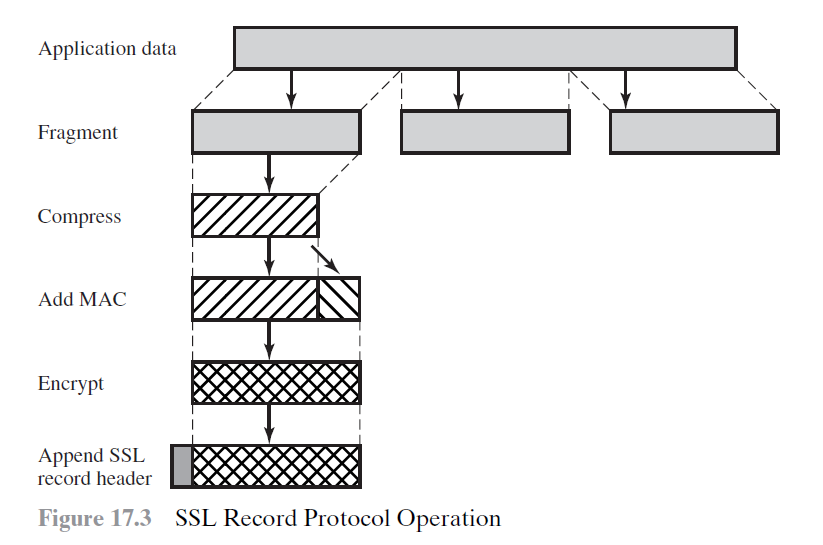 Application data
Fragment
Compress
Add MAC
Encrypt
Append SSL
record header
Figure 17.3 SSL Record Protocol Operation